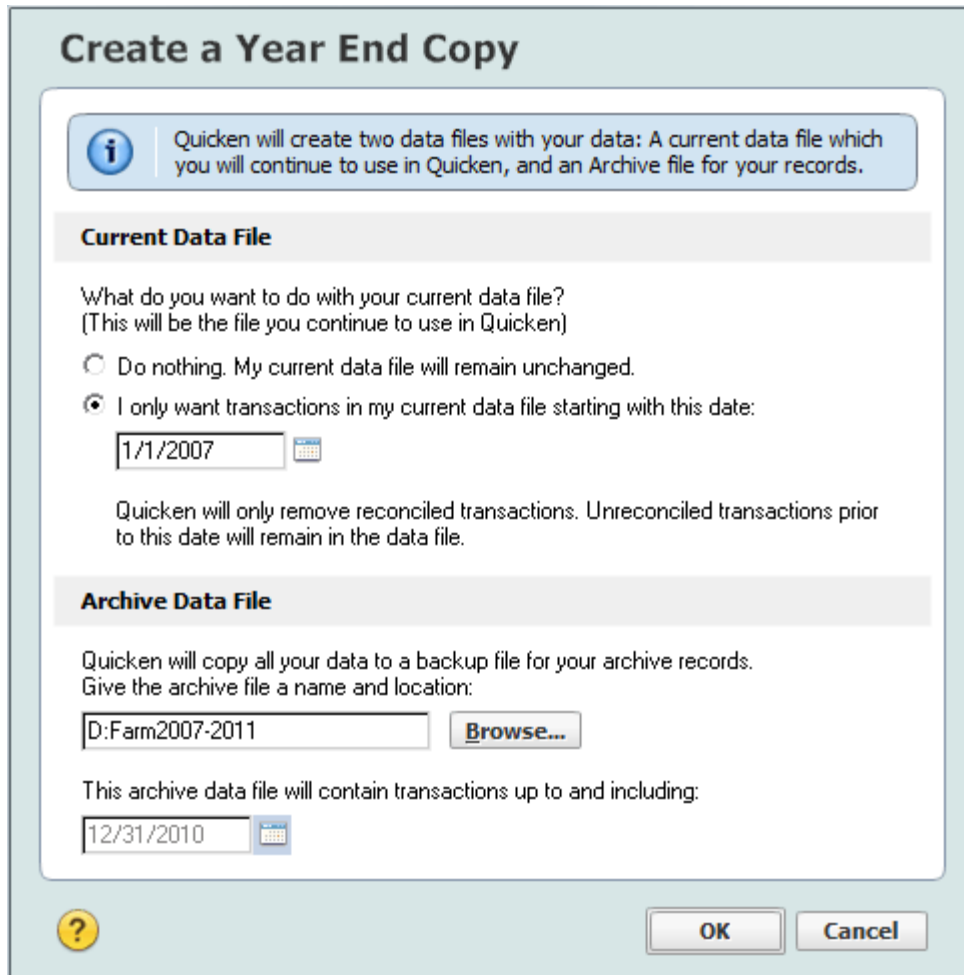 Create a Year End Copy
Quicken will create two data files with your data: A current data file which
you will continue to use in Quicken, and an Archive file for your records.
Current Data File
What do you want to do with your current data file?
(This will be the file you continue to use in Quicken)
Do nothing. My current data file will remain unchanged.
I only want transactions in my current data file starting with this date:
1/1/2007
Quicken will only remove reconciled transactions. Unreconciled transactions prior
to this date will remain in the data file.
Archive Data File
Quicken will copy all your data to a backup file for your archive records.
Give the archive file a name and location:
D:Farm2007-2011
Browse...
This archive data file will contain transactions up to and including:
12/31/2010
?
OK
Cancel